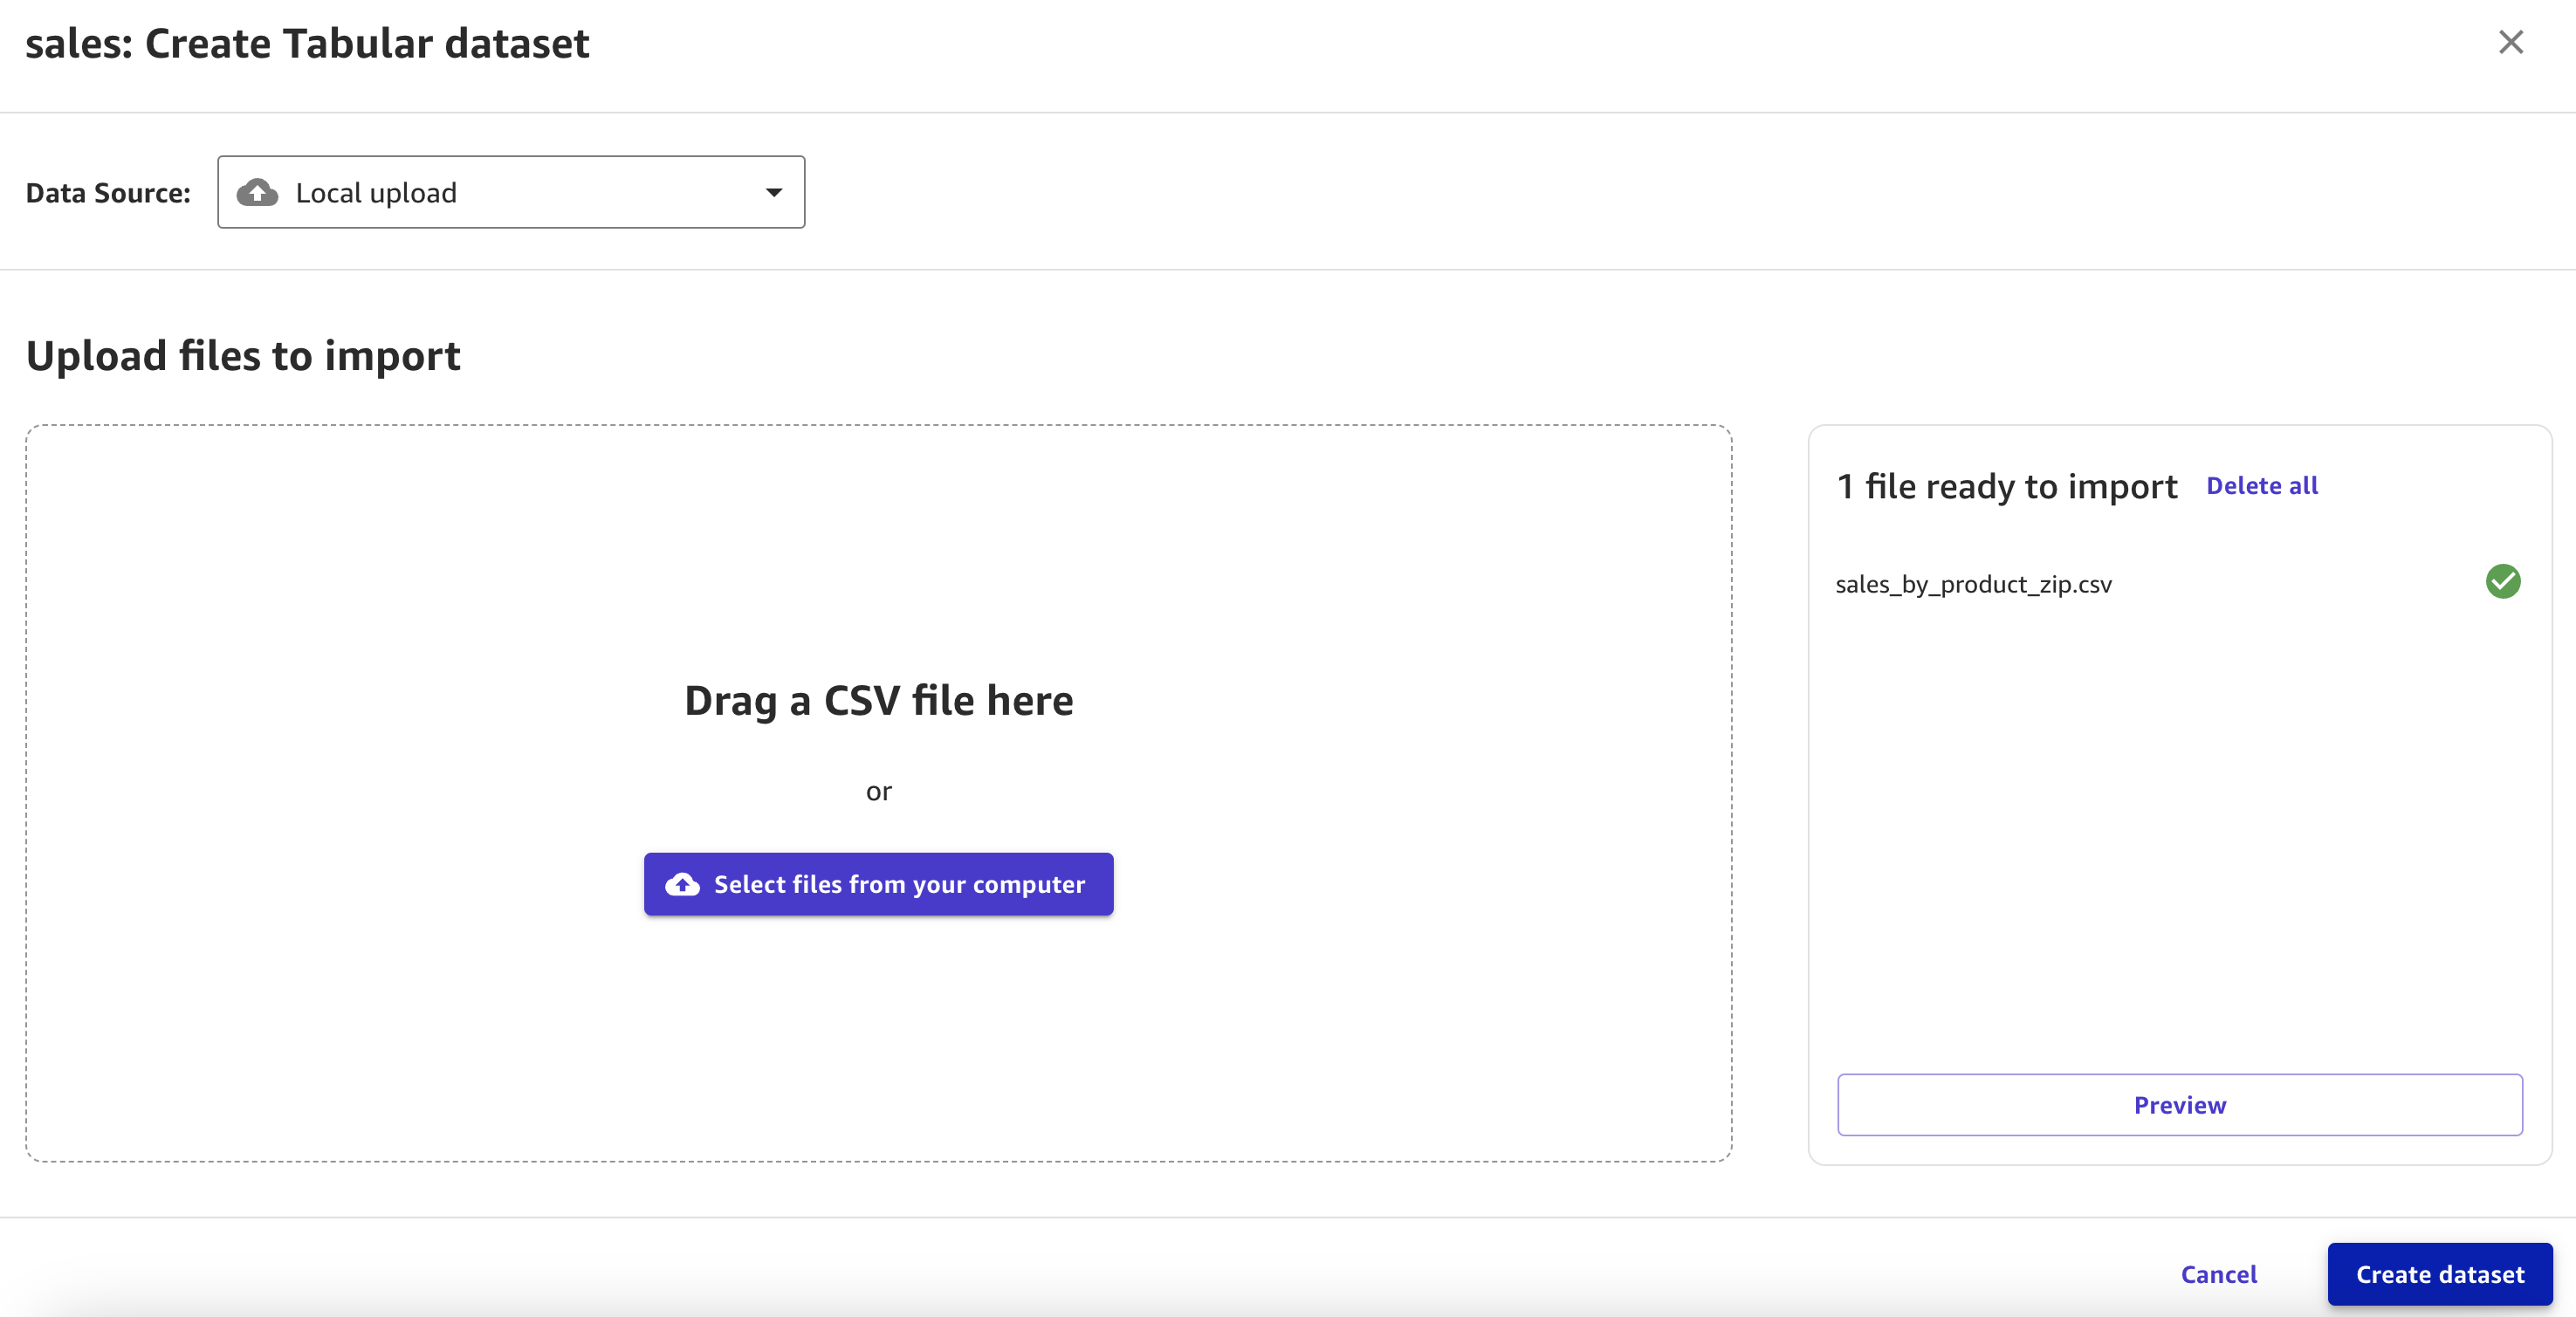 sales: Create Tabular dataset
Data Source:
Local upload
Upload files to import
Drag a CSV file here
or
Select files from your computer
1 file ready to import
Delete all
sales_by_product_zip.csv
Preview
Cancel
Create dataset